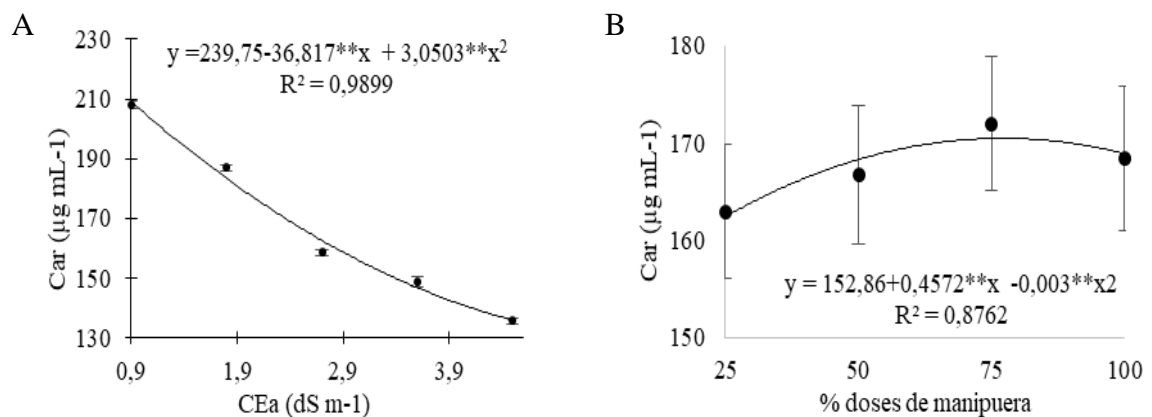 A
y =239,75-36,817**x + 3,0503**x²
R² = 0,9899
230
210
190
170
150
130
Car (µg mL-1)
0,9 1,9 2,9 3,9
CEa (dS m-1)
B
180
170
160
150
Car (µg mL-1)
y = 152,86+0,4572**x -0,003**x2
R² = 0,8762
25 50 75 100
% doses de manipuera